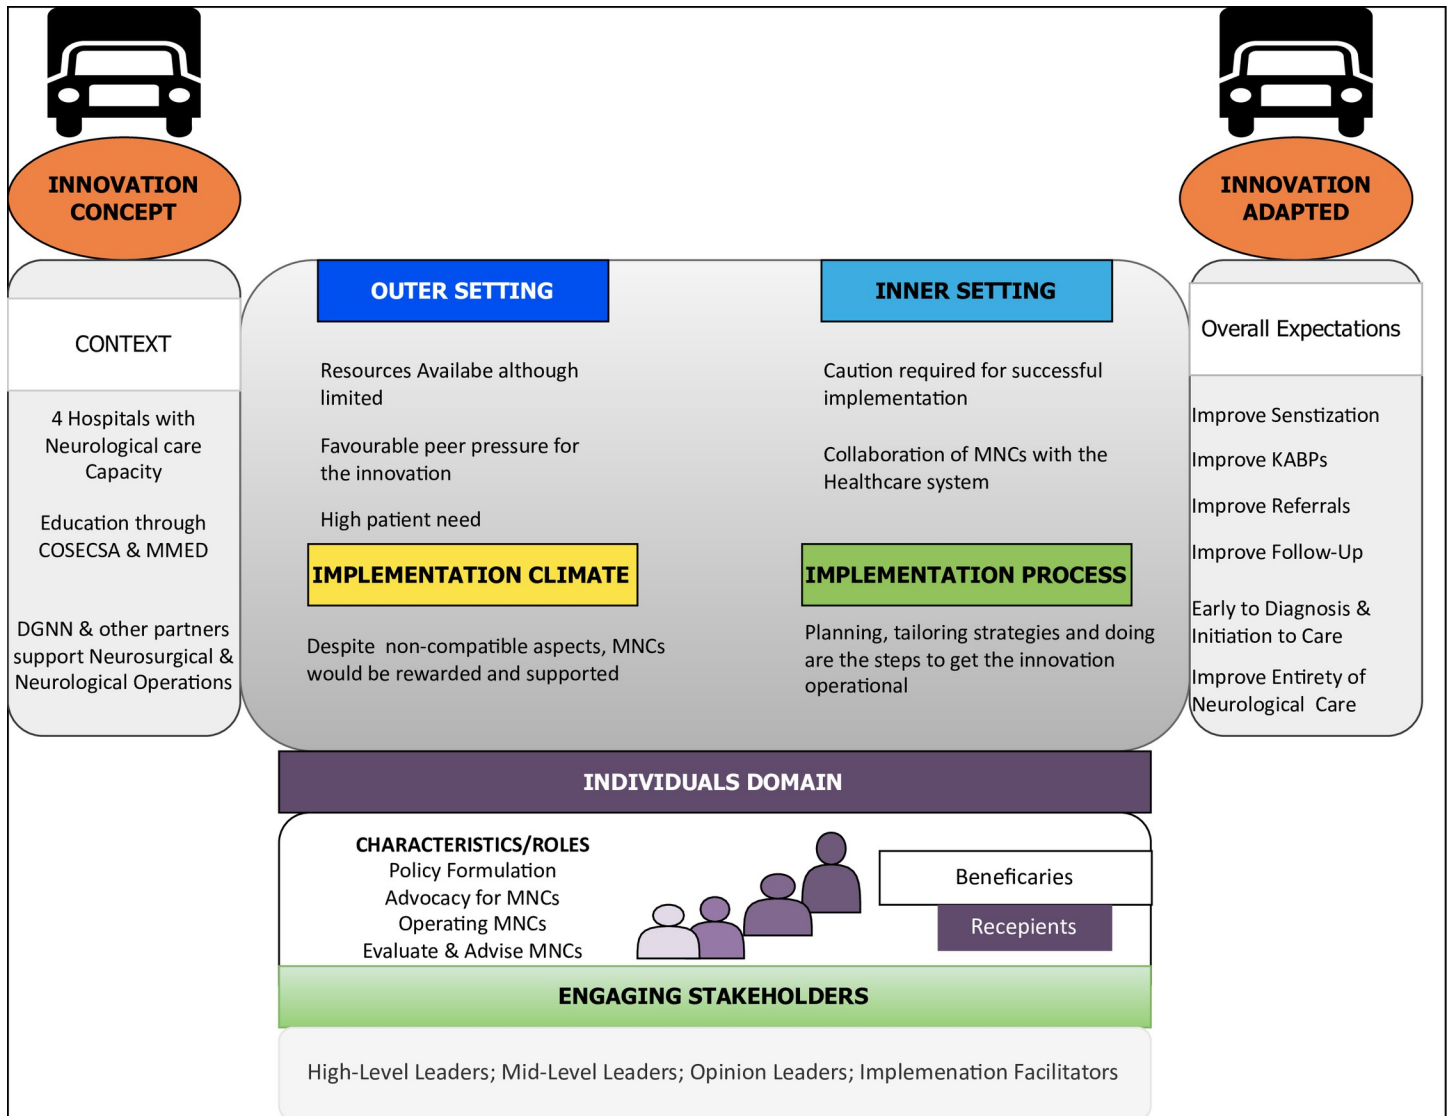 INNOVATION
CONCEPT
CONTEXT
4 Hospitals with
Neurological care
Capacity
Education through
COSECSA & MMED
DGNN & other partners
support Neurosurgical &
Neurological Operations
OUTER SETTING
Resources Availabe although
limited
Favourable peer pressure for
the innovation
High patient need
INNER SETTING
Caution required for successful
implementation
Collaboration of MNCs with the
Healthcare system
IMPLEMENTATION CLIMATE
Despite non-compatible aspects, MNCs
would be rewarded and supported
IMPLEMENTATION PROCESS
Planning, tailoring strategies and doing
are the steps to get the innovation
operational
INNOVATION
ADAPTED
Overall Expectations
Improve Senstization
Improve KABPs
Improve Referrals
Improve Follow-Up
Early to Diagnosis &
Initiation to Care
Improve Entirety of
Neurological Care
INDIVIDUALS DOMAIN
CHARACTERISTICS/ROLES
Policy Formulation
Advocacy for MNCs
Operating MNCs
Evaluate & Advise MNCs
Beneficaries
Recepients
ENGAGING STAKEHOLDERS
High-Level Leaders; Mid-Level Leaders; Opinion Leaders; Implemenation Facilitators